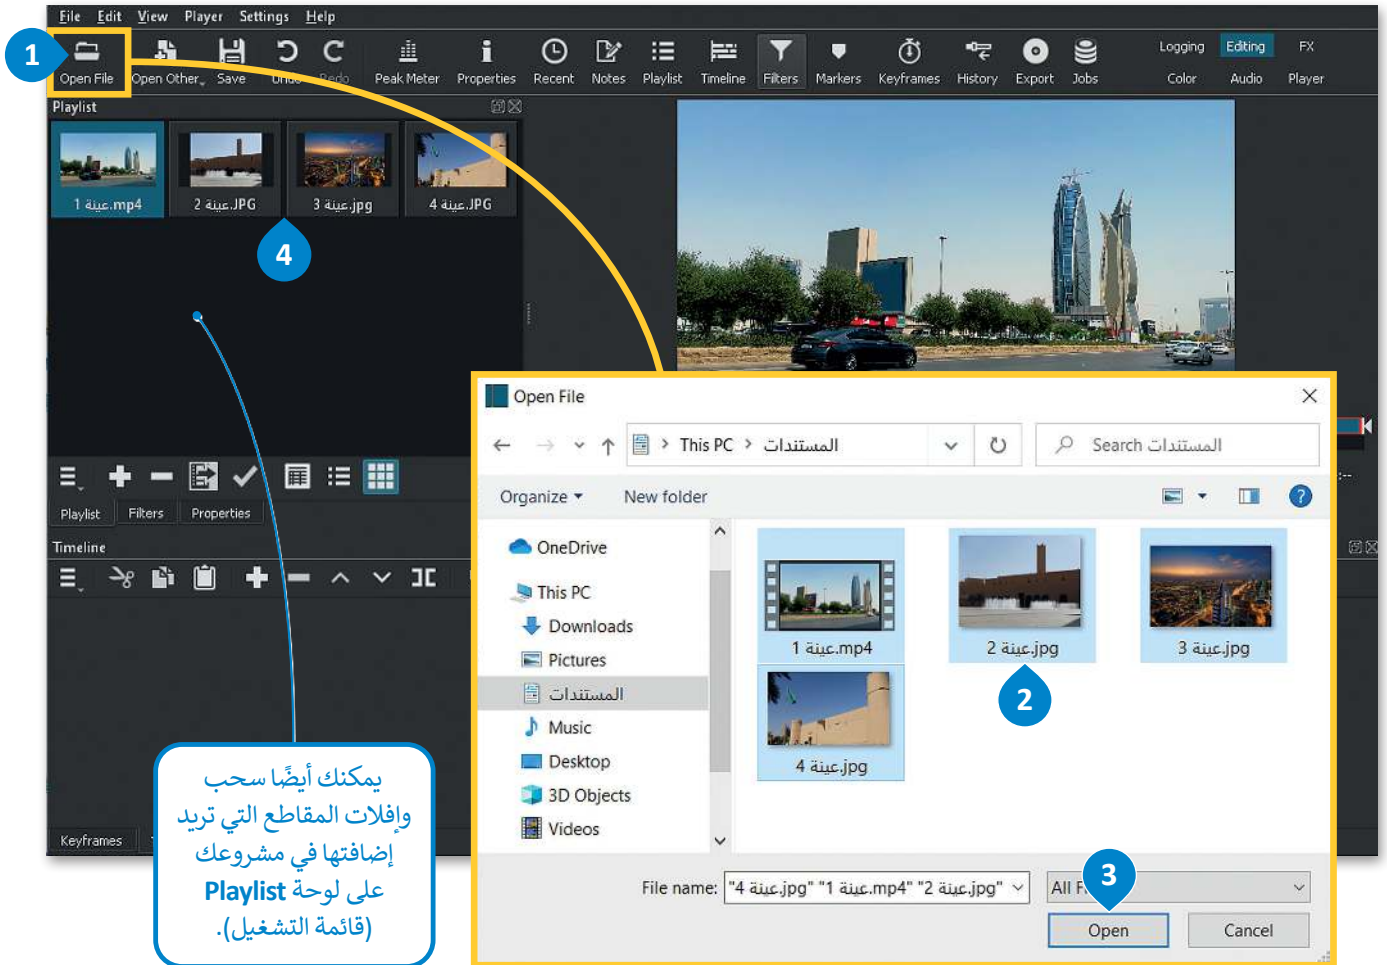 File Edit View Player Settings Help
1
Open File Open Other Save Undo Redo Peak Meter Properties Recent Notes Playlist Timeline Filters Markers Keyframes History Export Jobs
Logging Editing FX
Color Audio Player
Playlist
عينة 1.mp4
عينة 2.JPG
عينة 3.jpg
عينة 4.JPG
4
Playlist Filters Properties
Timeline
Keyframes
يمكنك أيضًا سحب
وإفلات المقاطع التي تريد
إضافتها في مشروعك
على لوحة Playlist
(قائمة التشغيل).
Open File
This PC > المستندات
Search المستندات
Organize New folder
OneDrive
This PC
Downloads
Pictures
المستندات
Music
Desktop
3D Objects
Videos
عينة 1.mp4
عينة 2.jpg
عينة 3.jpg
2
عينة 4.jpg
File name: "عينة 4.jpg" "عينة 1.mp4" "عينة 2.jpg"
All F
3
Open Cancel